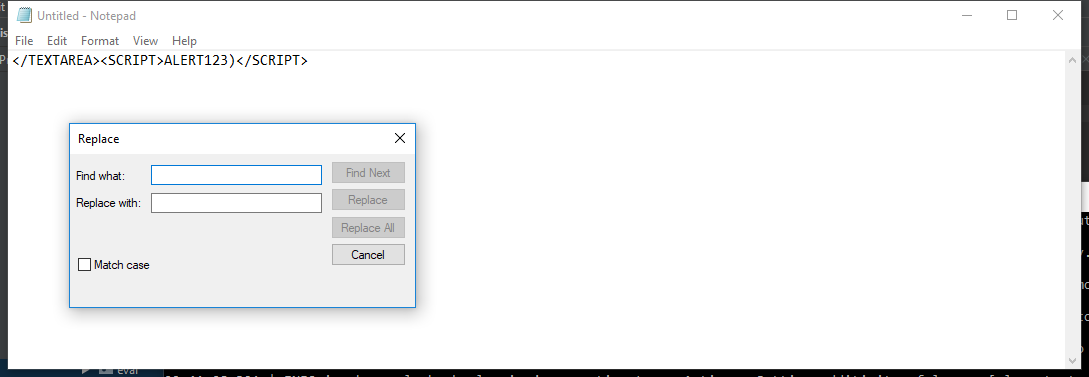 Untitled - Notepad
File Edit Format View Help
</TEXTAREA><SCRIPT>ALERT123)</SCRIPT>
Replace
Find what:
Find Next
Replace with:
Replace
Replace All
Cancel
Match case
eval